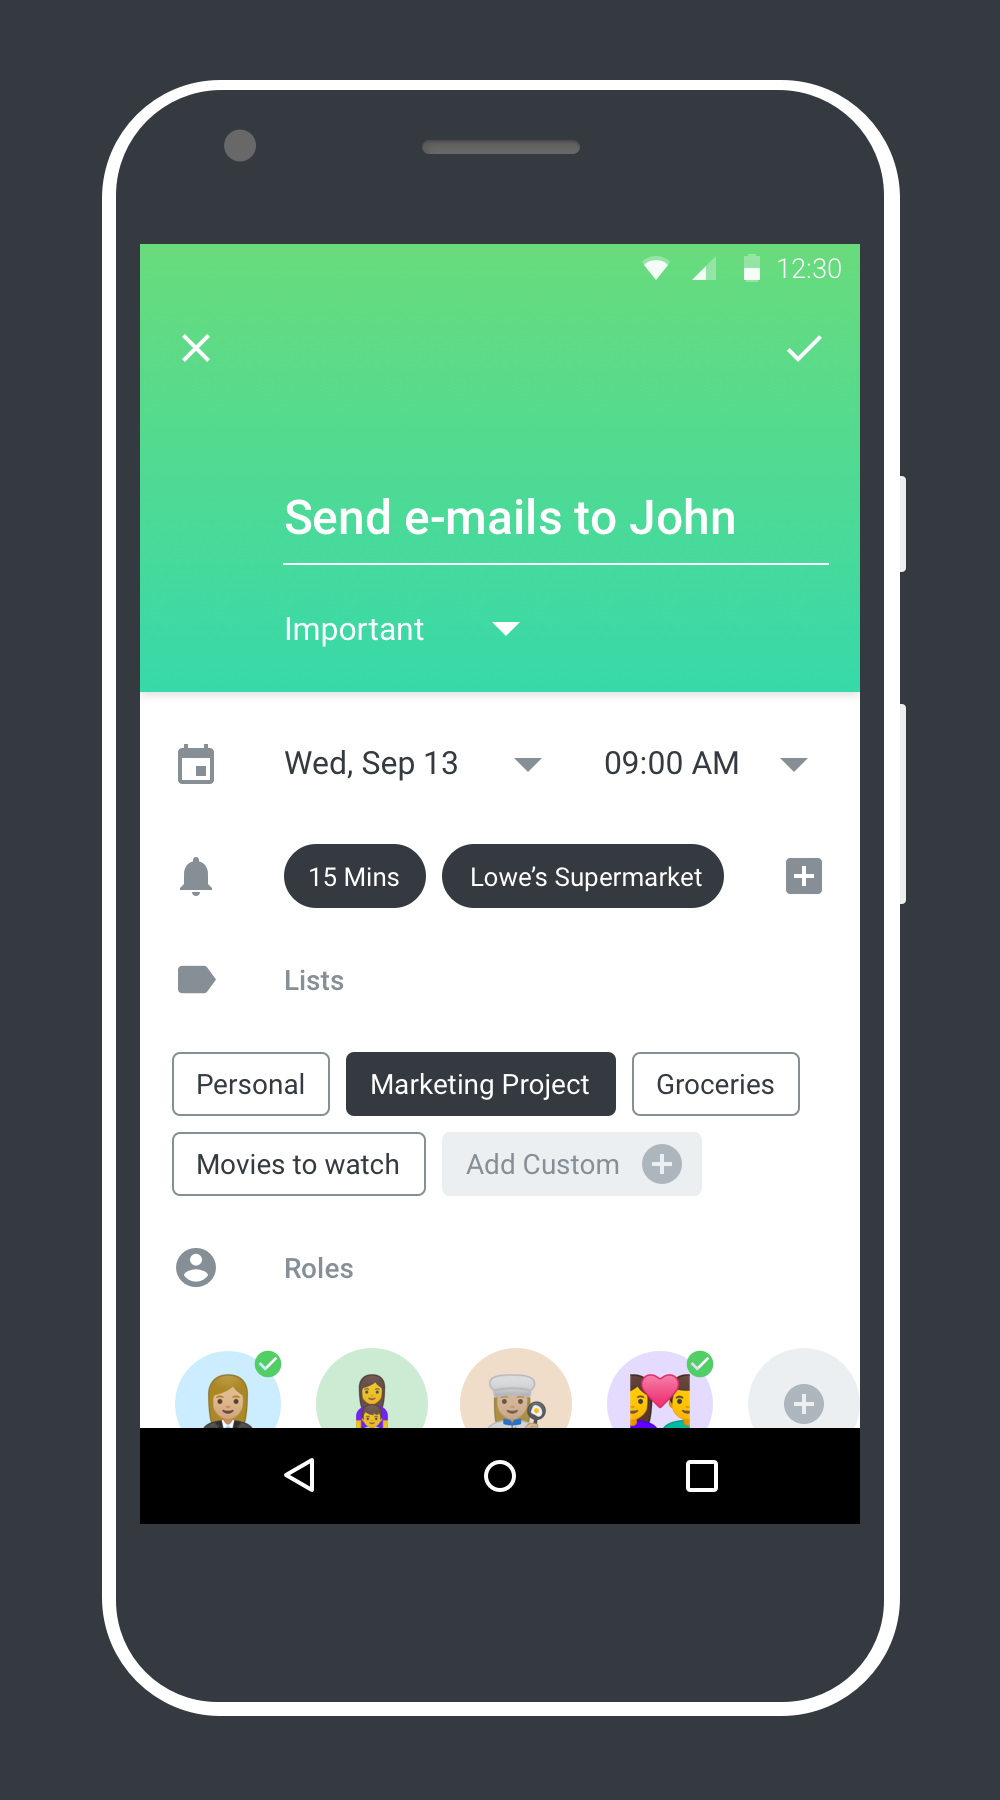 12:30
Send e-mails to John
Important
Wed, Sep 13 09:00 AM
15 Mins Lowe’s Supermarket
Lists
Personal Marketing Project Groceries
Movies to watch Add Custom
Roles